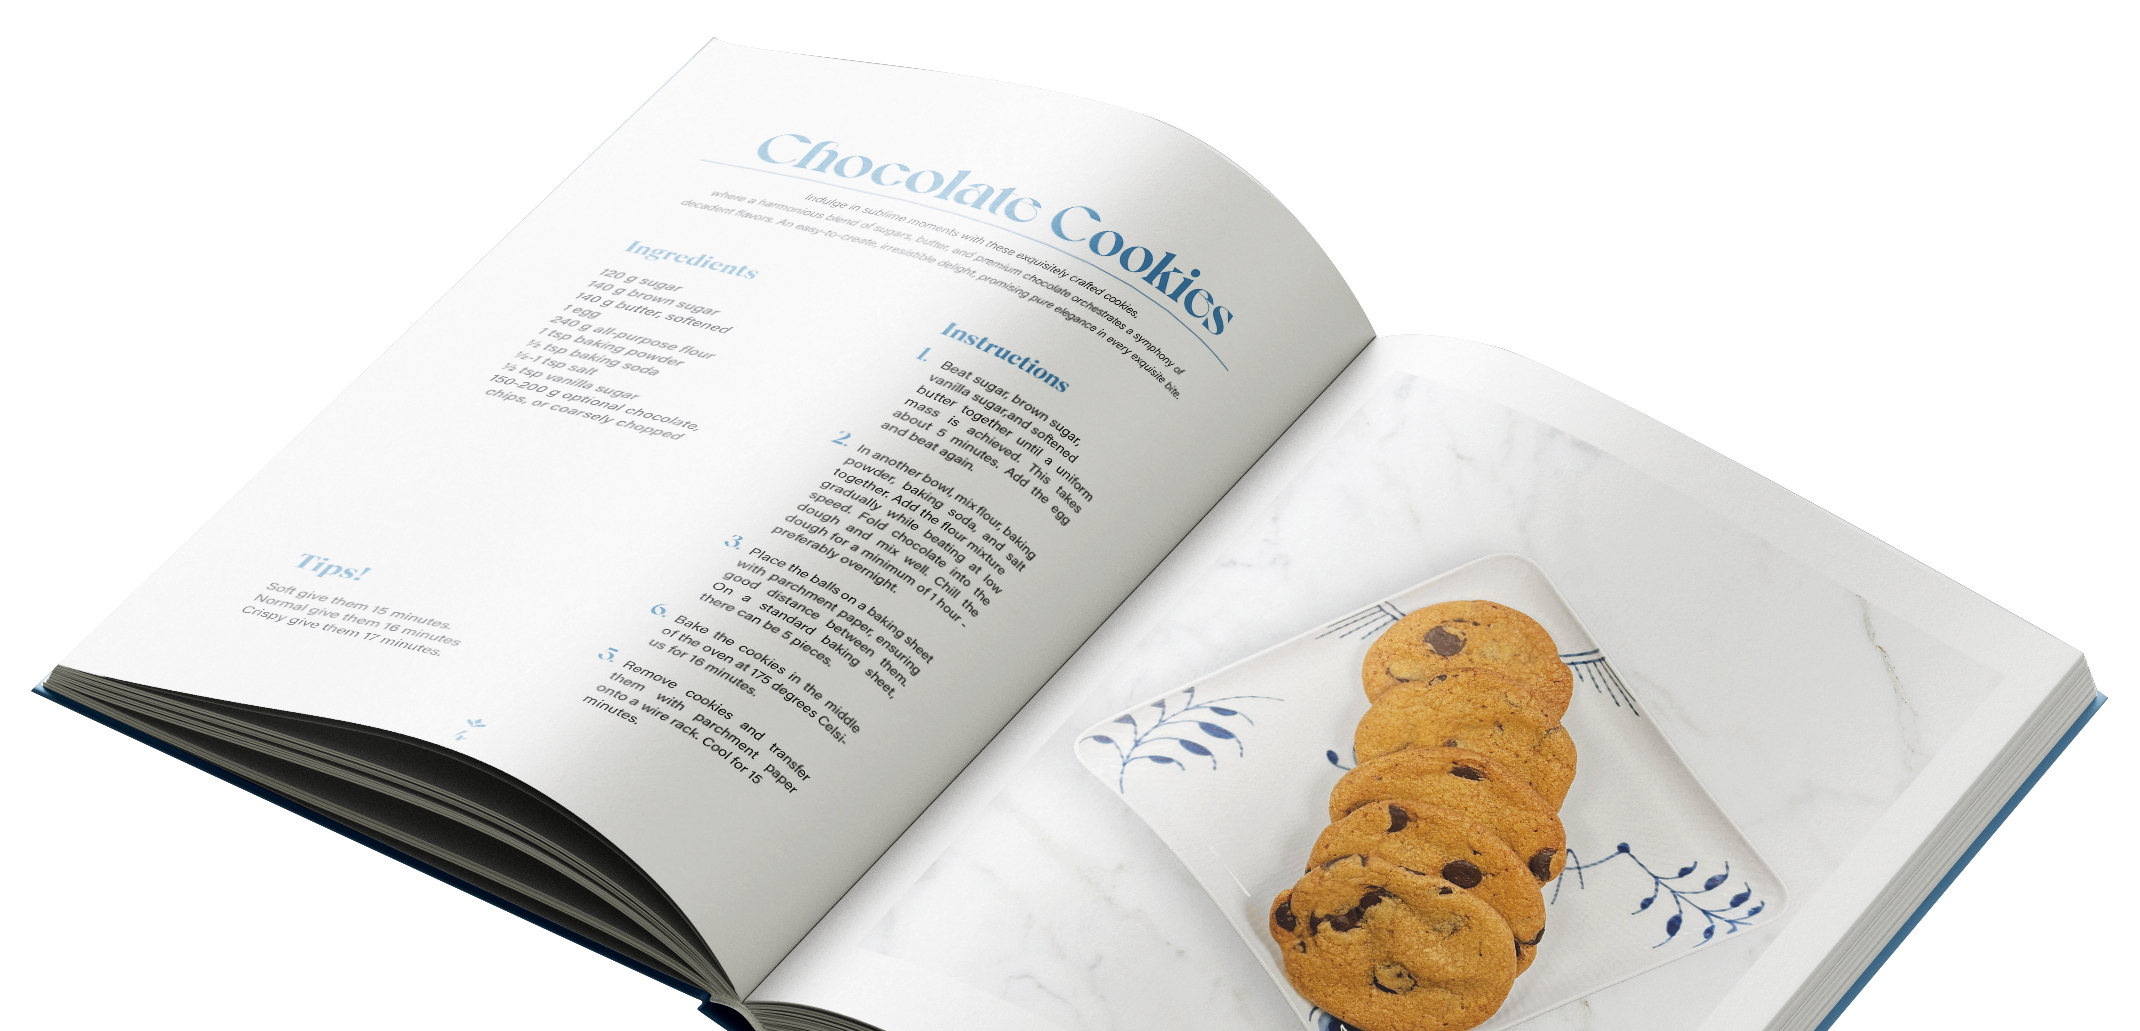 Chocolate Cookies
Indulge in sublime moments with these exquisitely crafted cookies,
where a harmonious blend of sugars, butter, and premium chocolate orchestrates a symphony of
decadent flavors. An easy-to-create, irresistible delight, promising pure elegance in every exquisite bite.
Ingredients
120 g sugar
140 g brown sugar
140 g butter, softened
1 egg
240 g all-purpose flour
1 tsp baking powder
½ tsp baking soda
½-1 tsp salt
½ tsp vanilla sugar
150-200 g optional chocolate,
chips, or coarsely chopped
Tips!
Soft give them 15 minutes.
Normal give them 16 minutes
Crispy give them 17 minutes.
Instructions
1. Beat sugar, brown sugar,
vanilla sugar,and softened
butter together until a uniform
mass is achieved. This takes
about 5 minutes. Add the egg
and beat again.
2. In another bowl, mix flour, baking
powder, baking soda, and salt
together. Add the flour mixture
gradually while beating at low
speed. Fold chocolate into the
dough and mix well. Chill the
dough for a minimum of 1 hour -
preferably overnight.
3. Place the balls on a baking sheet
with parchment paper, ensuring
good distance between them.
On a standard baking sheet,
there can be 5 pieces.
6. Bake the cookies in the middle
of the oven at 175 degrees Celsi-
us for 16 minutes.
5. Remove cookies and transfer
them with parchment paper
onto a wire rack. Cool for 15
minutes.